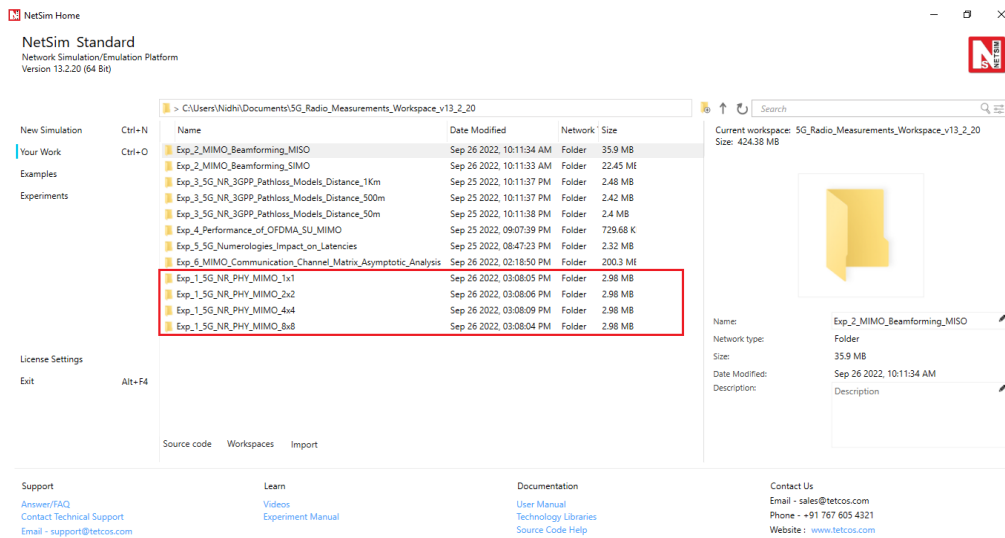 NetSim Home
NetSim Standard
Network Simulation/Emulation Platform
Version 13.2.20 (64 Bit)
NETSIM
> C:\Users\Nidhi\Documents\5G_Radio_Measurements_Workspace_v13_2_20
Search
New Simulation Ctrl+N
Your Work Ctrl+O
Examples
Experiments
Name Date Modified Network Size
Exp_2_MIMO_Beamforming_MISO Sep 26 2022, 10:11:34 AM Folder 35.9 MB
Exp_2_MIMO_Beamforming_SIMO Sep 26 2022, 10:11:33 AM Folder 22.45 ME
Exp_3_5G_NR_3GPP_Pathloss_Models_Distance_1Km Sep 25 2022, 10:11:37 PM Folder 2.48 MB
Exp_3_5G_NR_3GPP_Pathloss_Models_Distance_500m Sep 25 2022, 10:11:37 PM Folder 2.42 MB
Exp_3_5G_NR_3GPP_Pathloss_Models_Distance_50m Sep 25 2022, 10:11:38 PM Folder 2.4 MB
Exp_4_Performance_of_OFDMA_SU_MIMO Sep 25 2022, 09:07:39 PM Folder 729.68 K
Exp_5_5G_Numerologies_Impact_on_Latencies Sep 25 2022, 08:47:23 PM Folder 2.32 MB
Exp_6_MIMO_Communication_Channel_Matrix_Asymptotic_Analysis Sep 26 2022, 02:18:50 PM Folder 200.3 ME
Exp_1_5G_NR_PHY_MIMO_1x1 Sep 26 2022, 03:08:05 PM Folder 2.98 MB
Exp_1_5G_NR_PHY_MIMO_2x2 Sep 26 2022, 03:08:06 PM Folder 2.98 MB
Exp_1_5G_NR_PHY_MIMO_4x4 Sep 26 2022, 03:08:09 PM Folder 2.98 MB
Exp_1_5G_NR_PHY_MIMO_8x8 Sep 26 2022, 03:08:04 PM Folder 2.98 MB
Current workspace: 5G_Radio_Measurements_Workspace_v13_2_20
Size: 424.38 MB
Name: Exp_2_MIMO_Beamforming_MISO
Network type: Folder
Size: 35.9 MB
Date Modified: Sep 26 2022, 10:11:34 AM
Description: Description
License Settings
Exit Alt+F4
Source code Workspaces Import
Support
Answer/FAQ
Contact Technical Support
Email - support@tetcos.com
Learn
Videos
Experiment Manual
Documentation
User Manual
Technology Libraries
Source Code Help
Contact Us
Email - sales@tetcos.com
Phone - +91 767 605 4321
Website : www.tetcos.com